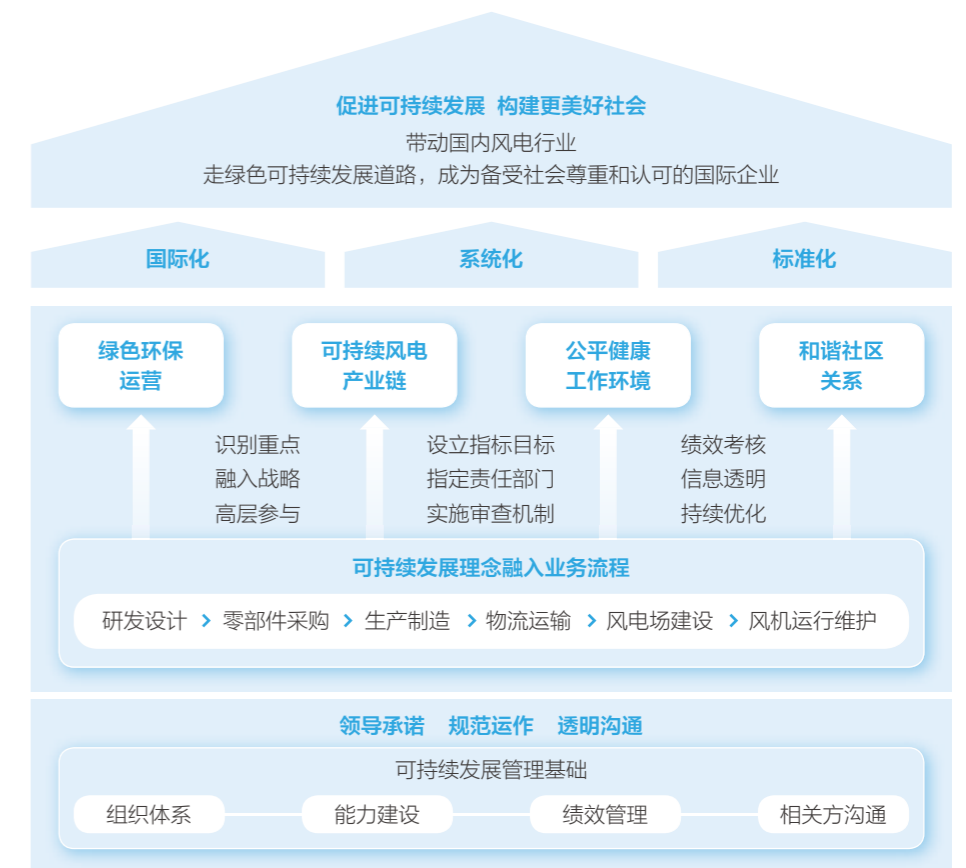 促进可持续发展 构建更美好社会
带动国内风电行业
走绿色可持续发展道路，成为备受社会尊重和认可的国际企业
国际化
系统化
标准化
绿色环保
运营
可持续风电
产业链
公平健康
工作环境
和谐社区
关系
识别重点
融入战略
高层参与
设立指标目标
指定责任部门
实施审查机制
绩效考核
信息透明
持续优化
可持续发展理念融入业务流程
研发设计 > 零部件采购 > 生产制造 > 物流运输 > 风电场建设 > 风机运行维护
领导承诺 规范运作 透明沟通
可持续发展管理基础
组织体系 能力建设 绩效管理 相关方沟通